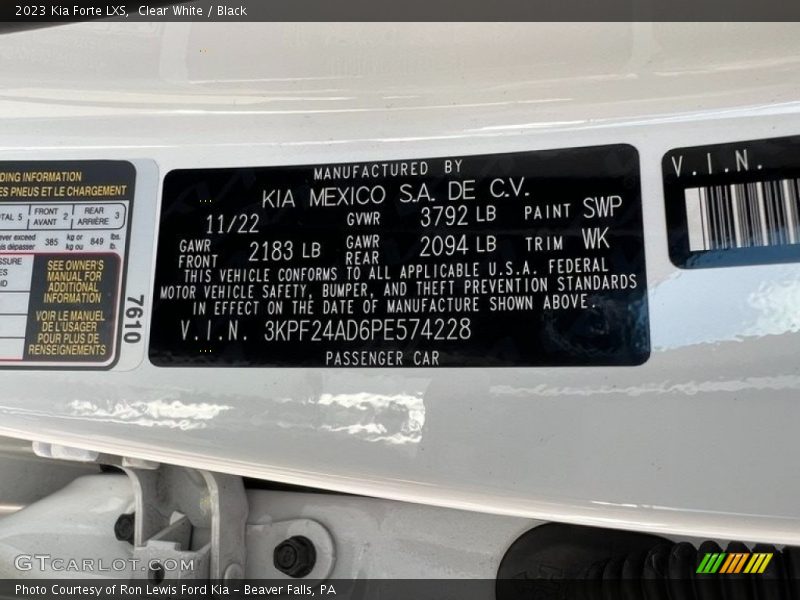 2023 Kia Forte LXS,  Clear White / Black
DING INFORMATION
ES PNEUS ET LE CHARGEMENT
TOTAL 5 FRONT AVANT 2 REAR ARRIÈRE 3
never exceed 385 kg or 849 lbs.
dépasser kg ou
SEE OWNER'S
MANUAL FOR
ADDITIONAL
INFORMATION
VOIR LE MANUEL
DE L'USAGER
POUR PLUS DE
RENSEIGNEMENTS
7610
MANUFACTURED BY
KIA MEXICO S.A. DE C.V.
11/22 GVWR 3792 LB PAINT SWP
GAWR FRONT 2183 LB GAWR REAR 2094 LB TRIM WK
THIS VEHICLE CONFORMS TO ALL APPLICABLE U.S.A. FEDERAL
MOTOR VEHICLE SAFETY, BUMPER, AND THEFT PREVENTION STANDARDS
IN EFFECT ON THE DATE OF MANUFACTURE SHOWN ABOVE.
V.I.N. 3KPF24AD6PE574228
PASSENGER CAR
V.I.N.
GTCARLOT.COM
Photo Courtesy of Ron Lewis Ford Kia - Beaver Falls, PA